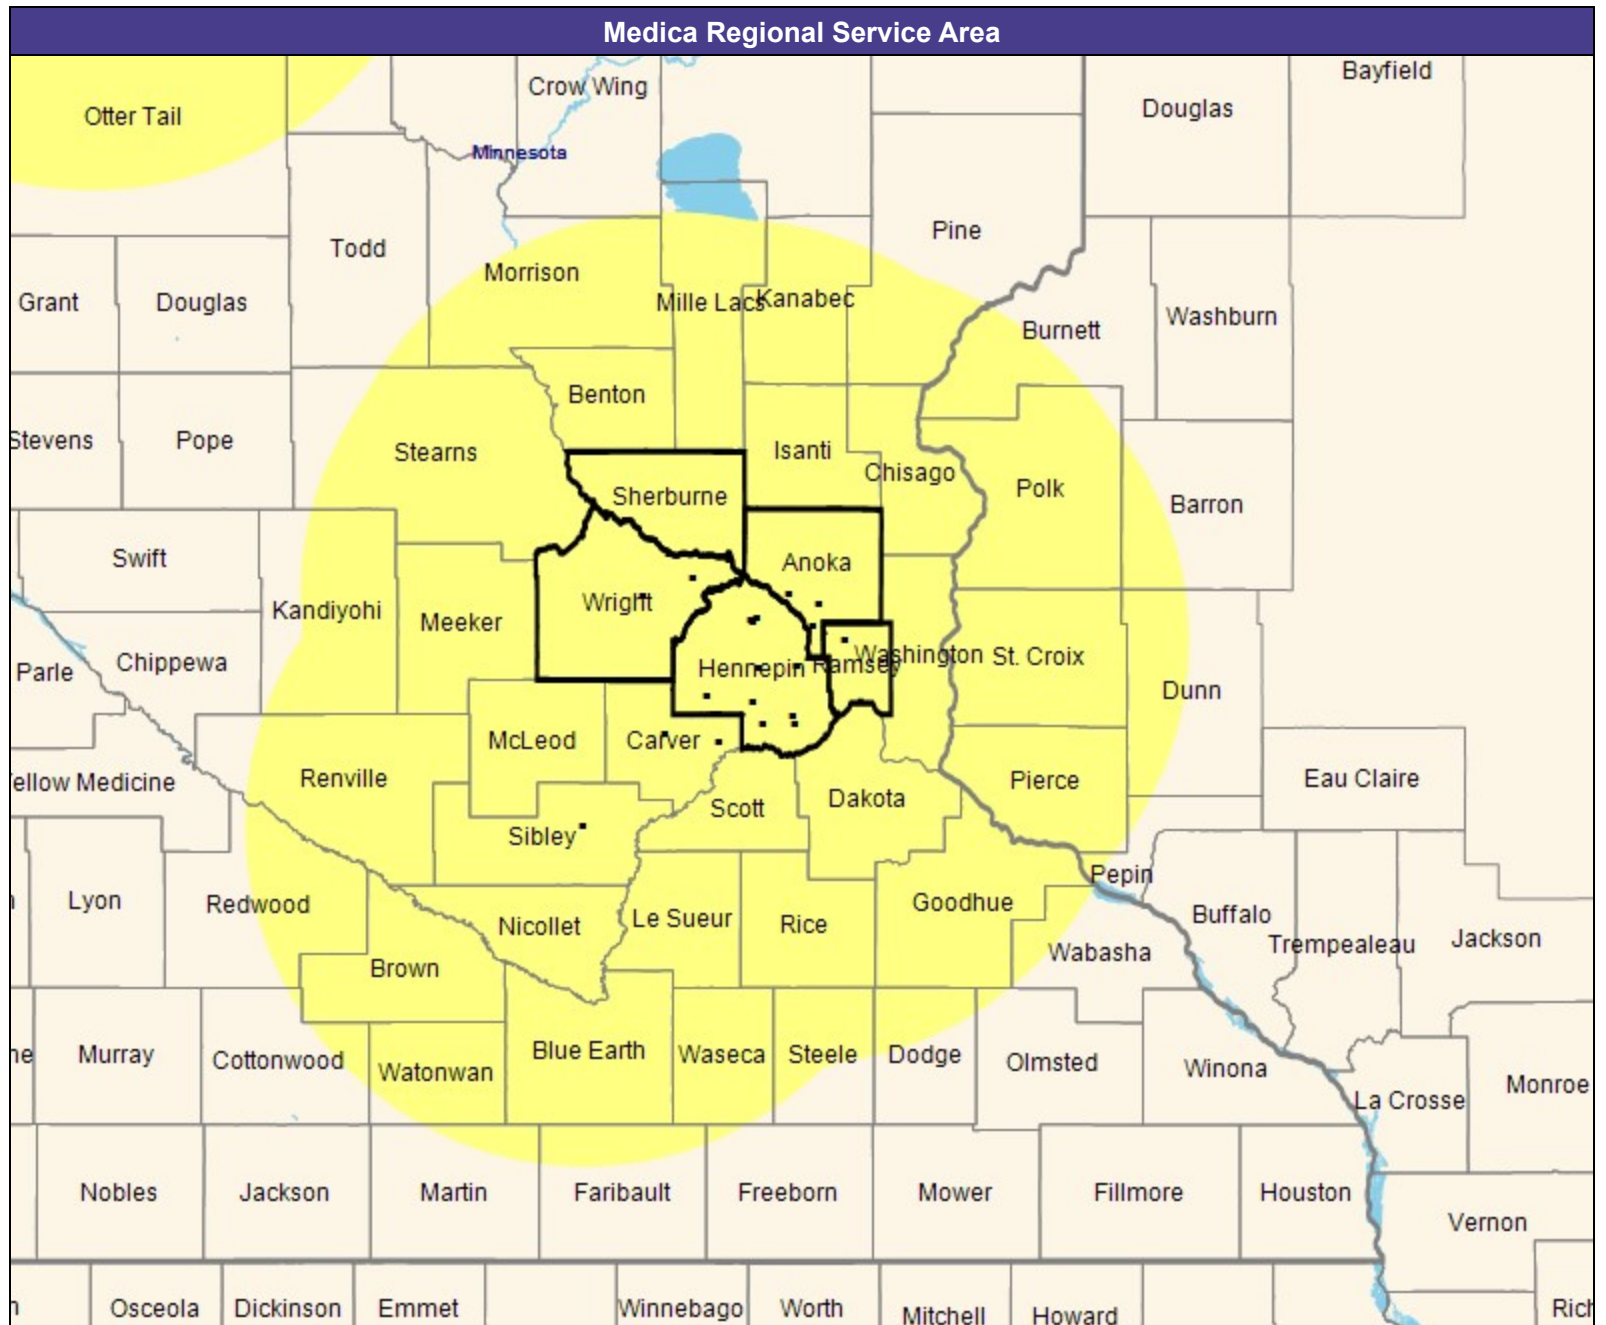 Medica Regional Service Area
Bayfield
Crow Wing
Otter Tail
Douglas
Minnesota
Pine
Todd
Morrison
Grant
Douglas
Mille Lacs
Kanabec
Burnett
Washburn
Benton
Stevens
Pope
Stearns
Isanti
Chisago
Polk
Barron
Sherburne
Swift
Anoka
Kandiyohi
Wright
Meeker
Parle
Chippewa
Hennepin
Ramsey
Washington
St. Croix
Dunn
McLeod
Carver
Renville
ellow Medicine
Scott
Dakota
Pierce
Eau Claire
Sibley
Pepin
Lyon
Redwood
Nicollet
Le Sueur
Rice
Goodhue
Buffalo
Trempealeau
Jackson
Brown
Wabasha
ne
Murray
Cottonwood
Watonwan
Blue Earth
Waseca
Steele
Dodge
Olmsted
Winona
La Crosse
Monroe
Nobles
Jackson
Martin
Faribault
Freeborn
Mower
Fillmore
Houston
Vernon
Osceola
Dickinson
Emmet
Winnebago
Worth
Mitchell
Howard
Rich